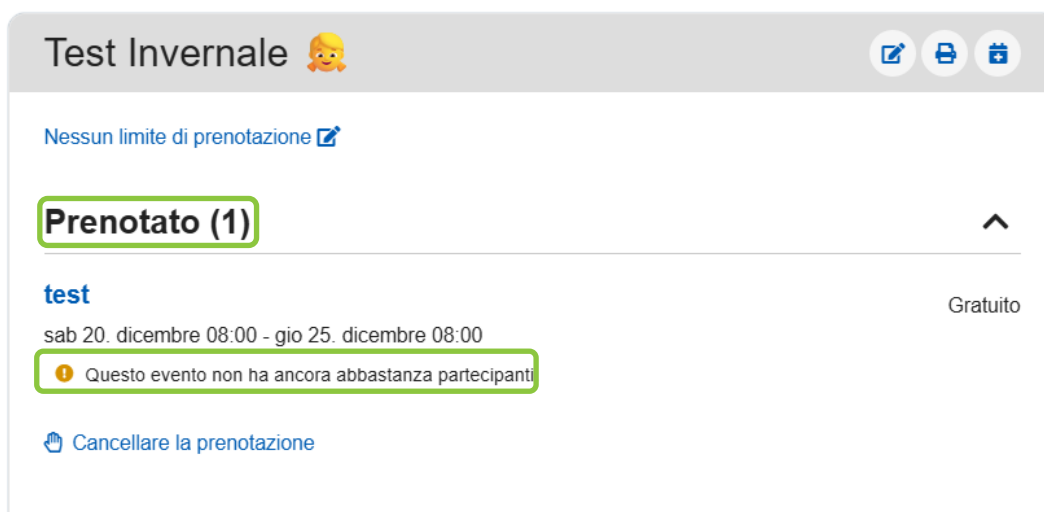 Test Invernale 👧
Nessun limite di prenotazione
Prenotato (1)
test
Gratuito
sab 20. dicembre 08:00 - gio 25. dicembre 08:00
Questo evento non ha ancora abbastanza partecipanti
Cancellare la prenotazione